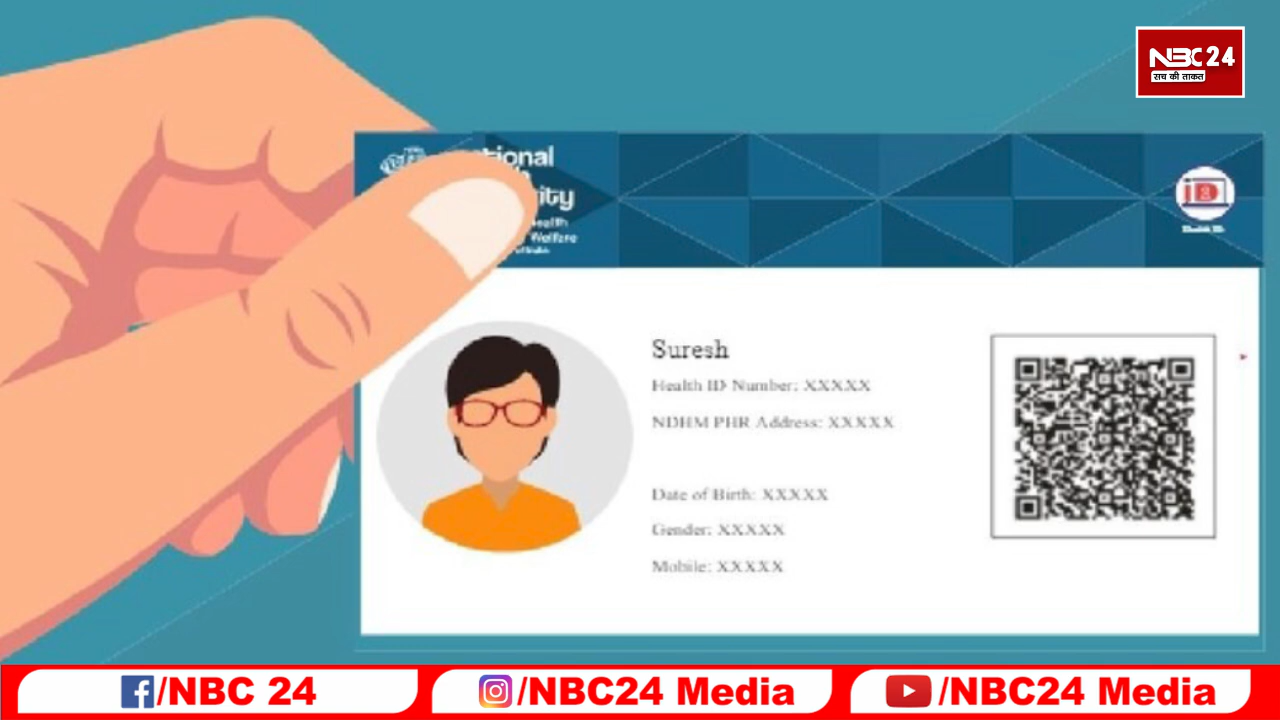 NBC 24
सच की ताकत
Suresh
Health ID Number: XXXXX
NDHM PHR Address: XXXXX
Date of Birth: XXXXX
Gender: XXXXX
Mobile: XXXXX
Welfare
/NBC 24
/NBC24 Media
/NBC24 Media